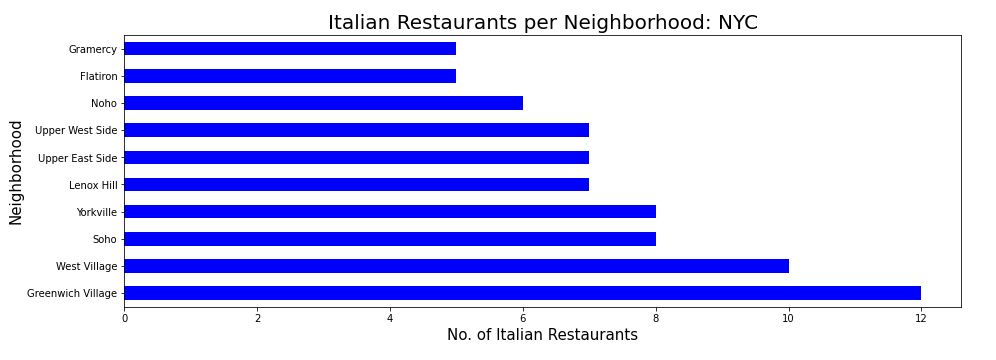 Italian Restaurants per Neighborhood: NYC
Neighborhood
Gramercy
Flatiron
Noho
Upper West Side
Upper East Side
Lenox Hill
Yorkville
Soho
West Village
Greenwich Village
0 2 4 6 8 10 12
No. of Italian Restaurants